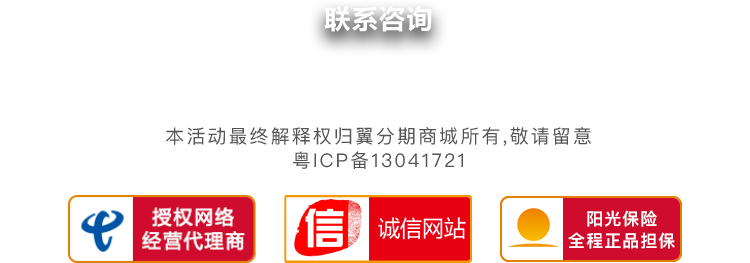 联系咨询
本活动最终解释权归翼分期商城所有,敬请留意
粤ICP备13041721
授权网络
经营代理商
信
诚信网站
阳光保险
全程正品担保